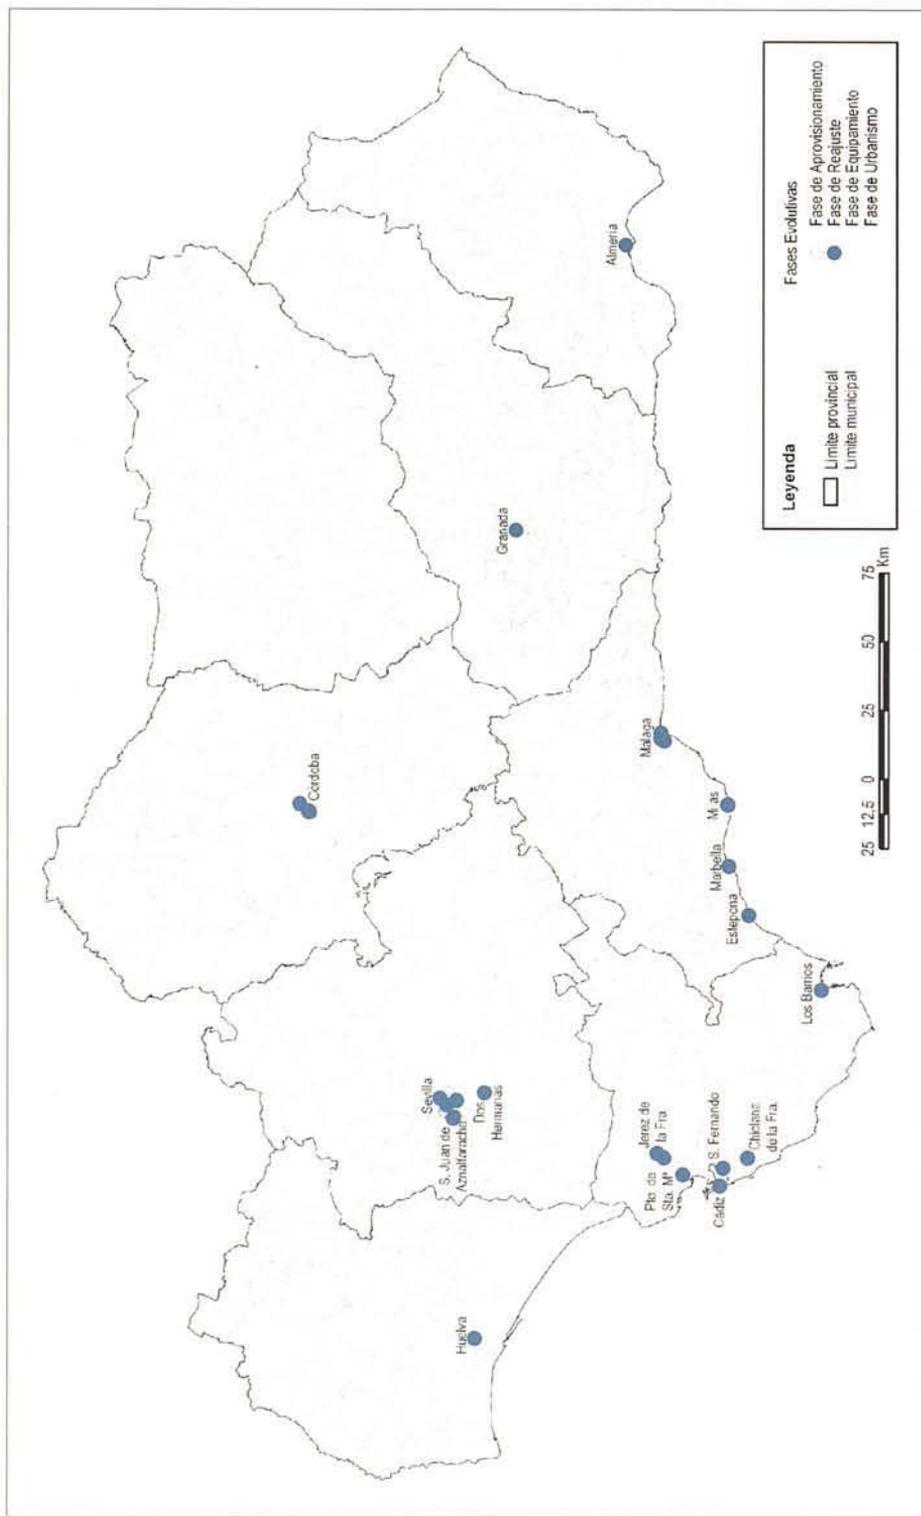 Córdoba
Sevilla
S. Juan de
Aznalfarache
Dos
Hermanas
Huelva
Granada
Almería
Jerez de
la Fra.
Pto. de
Sta. Mª
S. Fernando
Cádiz
Chiclana
de la Fra.
Málaga
Marbella
Estepona
Los Barrios
25 12,5 0 25 50 75
Km
Leyenda
Límite provincial
Límite municipal
Fases Evolutivas
Fase de Aprovisionamiento
Fase de Reajuste
Fase de Equipamiento
Fase de Urbanismo